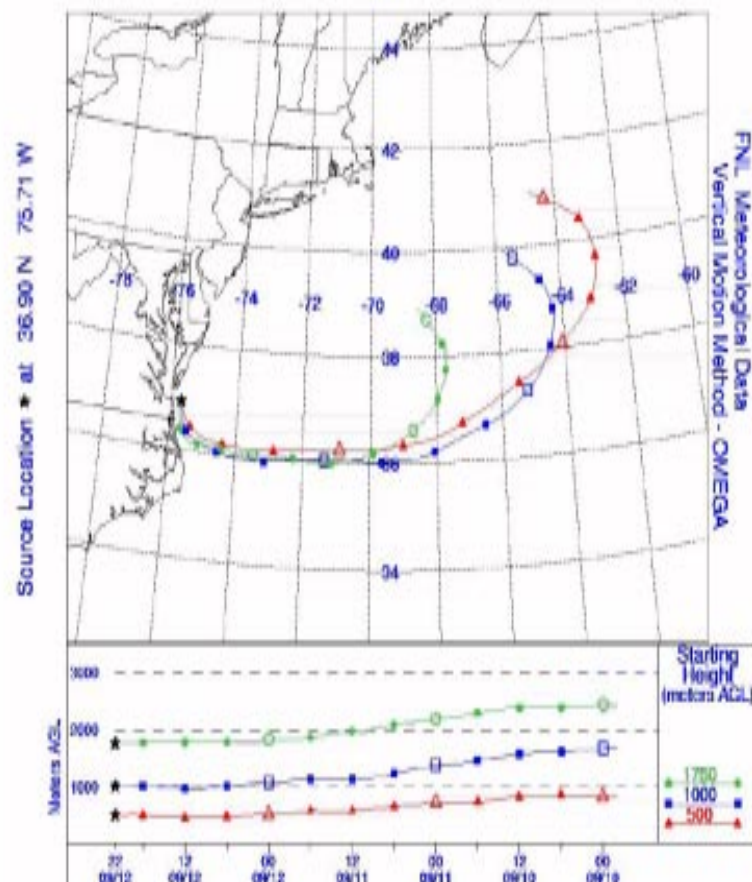 FNL Meteorological Data
Vertical Motion Method - OMEGA
Source Location ★ at 36.90 N 75.71 W
44
42
40
-78 -76 -74 -72 -70 -68 -66 -64 -62 -60
38
36
34
Meters AGL
3000
2000
1000
Starting
Height
(meters AGL)
1750
1000
500
22 12 00 12 00 12 00
09/12 09/12 09/12 09/11 09/11 09/10 09/10